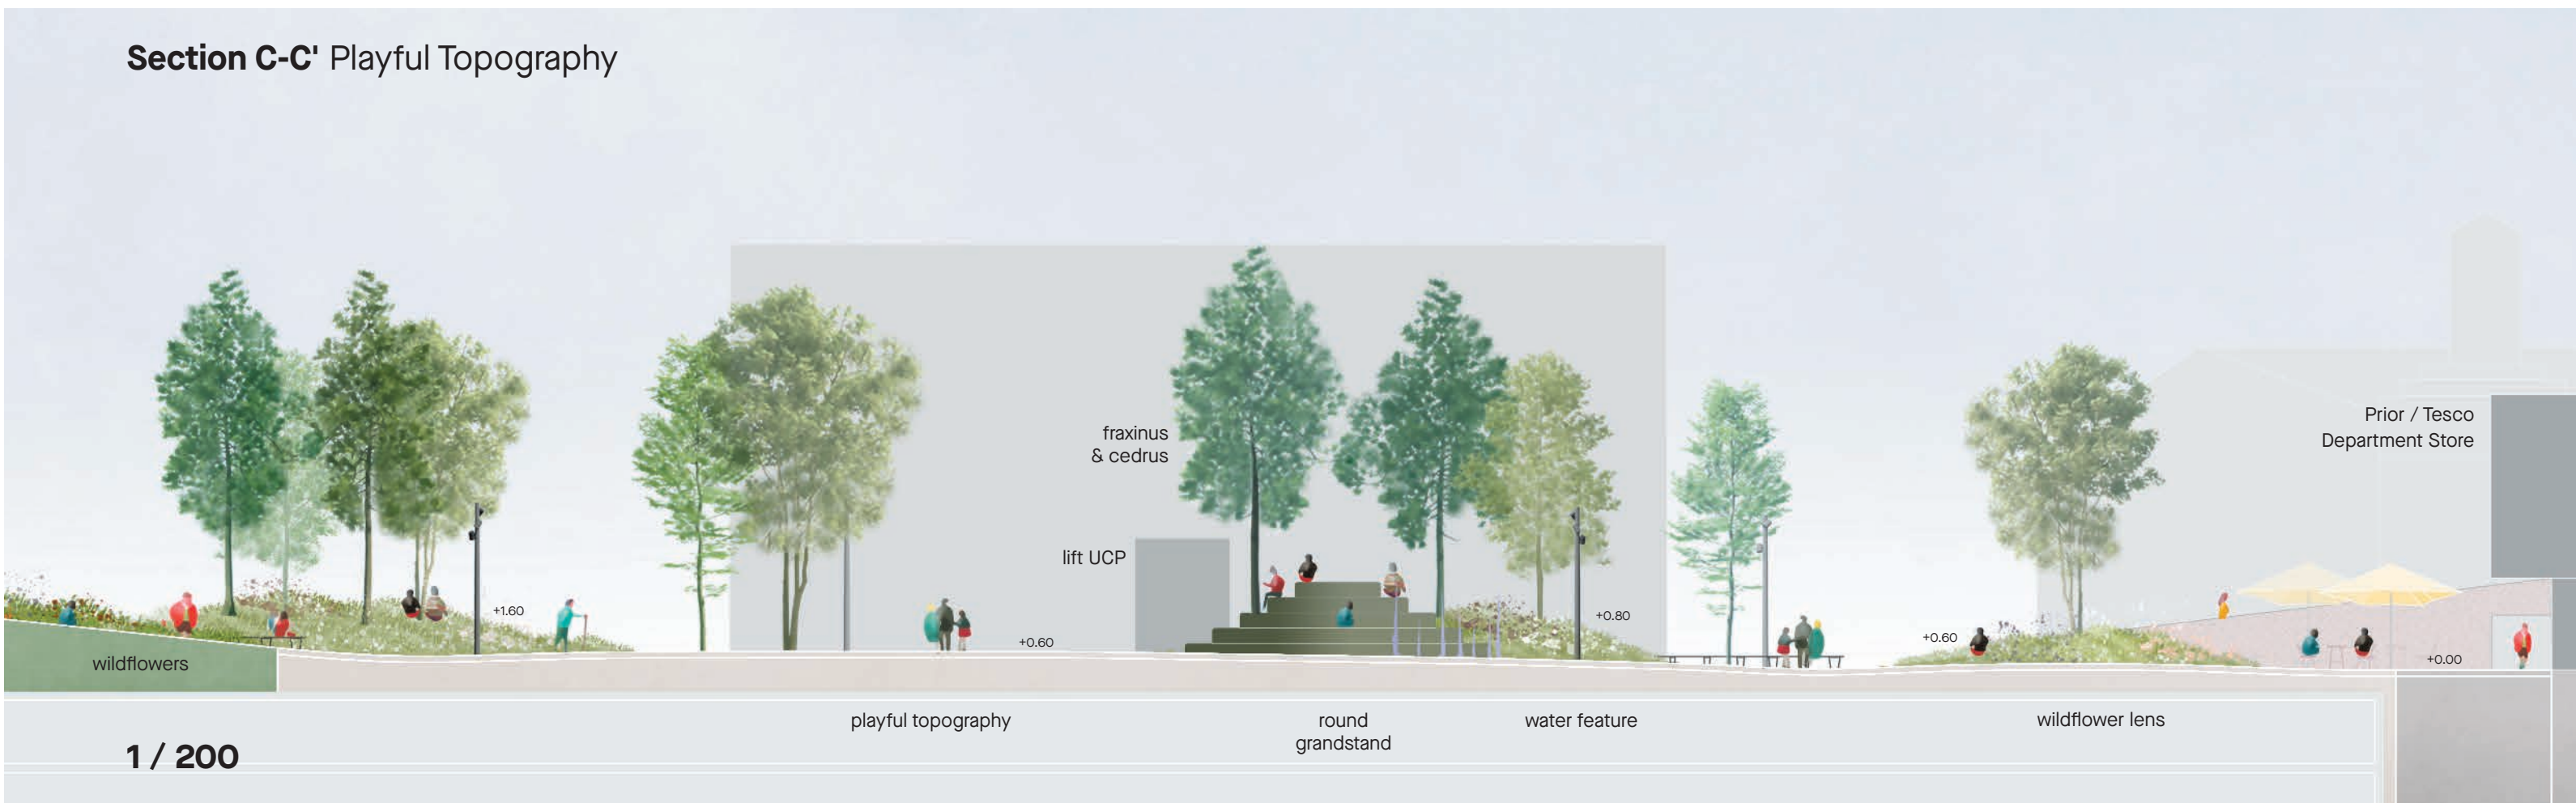 Section C-C' Playful Topography
fraxinus
& cedrus
Prior / Tesco
Department Store
lift UCP
+1.60
+0.80
+0.60
+0.60
+0.00
wildflowers
playful topography
round
grandstand
water feature
wildflower lens
1 / 200